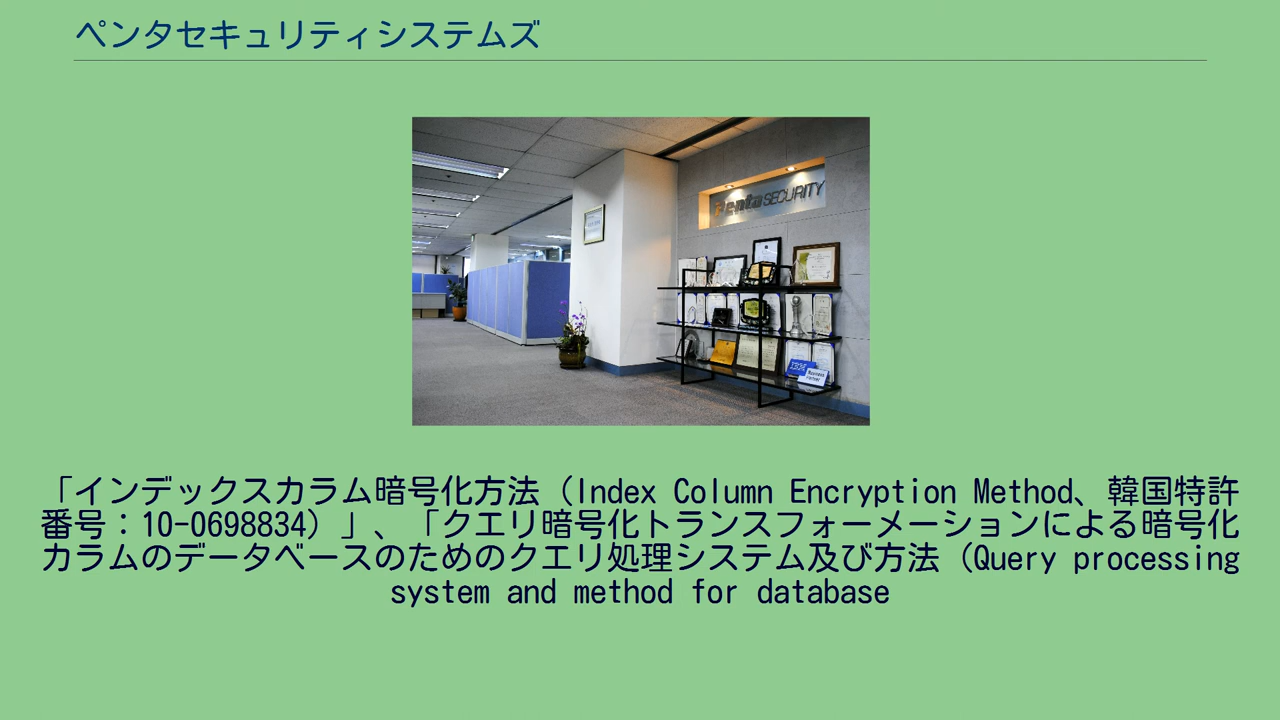 ペンタセキュリティシステムズ
Penta SECURITY
IBM
Business
Partner
「インデックスカラム暗号化方法（Index Column Encryption Method、韓国特許
番号：10-0698834）」、「クエリ暗号化トランスフォーメーションによる暗号化
カラムのデータベースのためのクエリ処理システム及び方法（Query processing
system and method for database